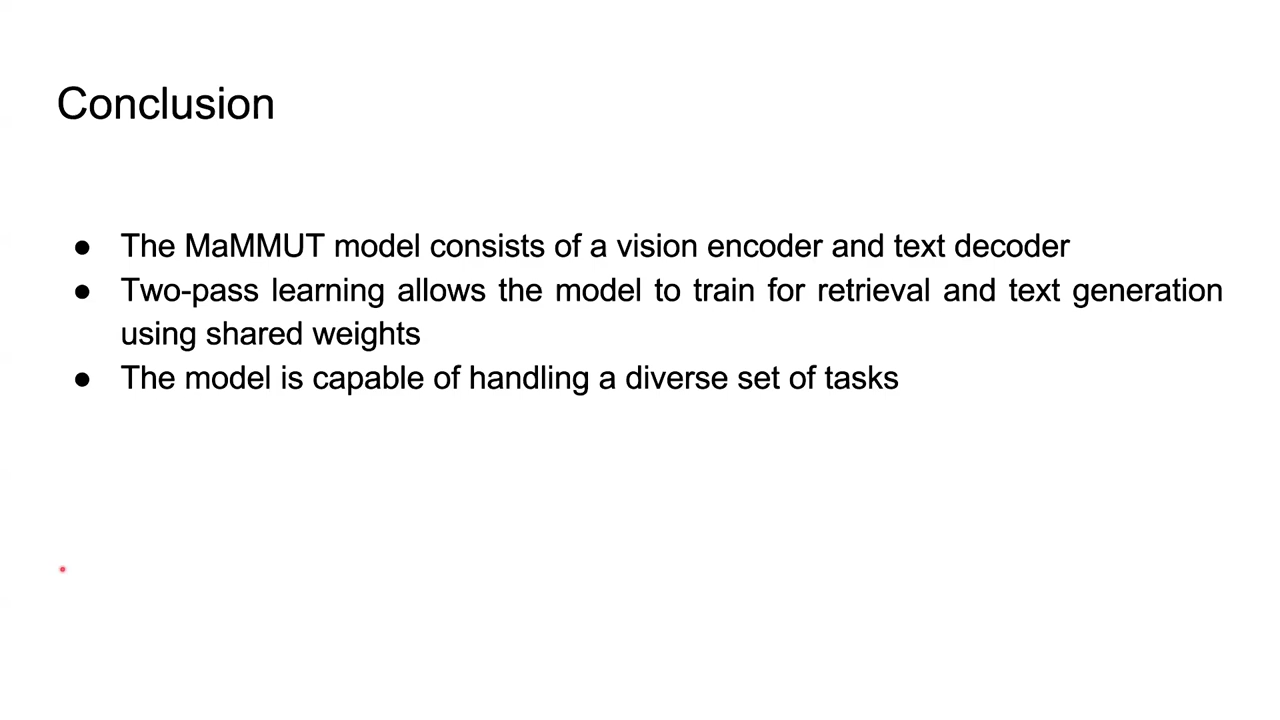 Conclusion
● The MaMMUT model consists of a vision encoder and text decoder
● Two-pass learning allows the model to train for retrieval and text generation
using shared weights
● The model is capable of handling a diverse set of tasks